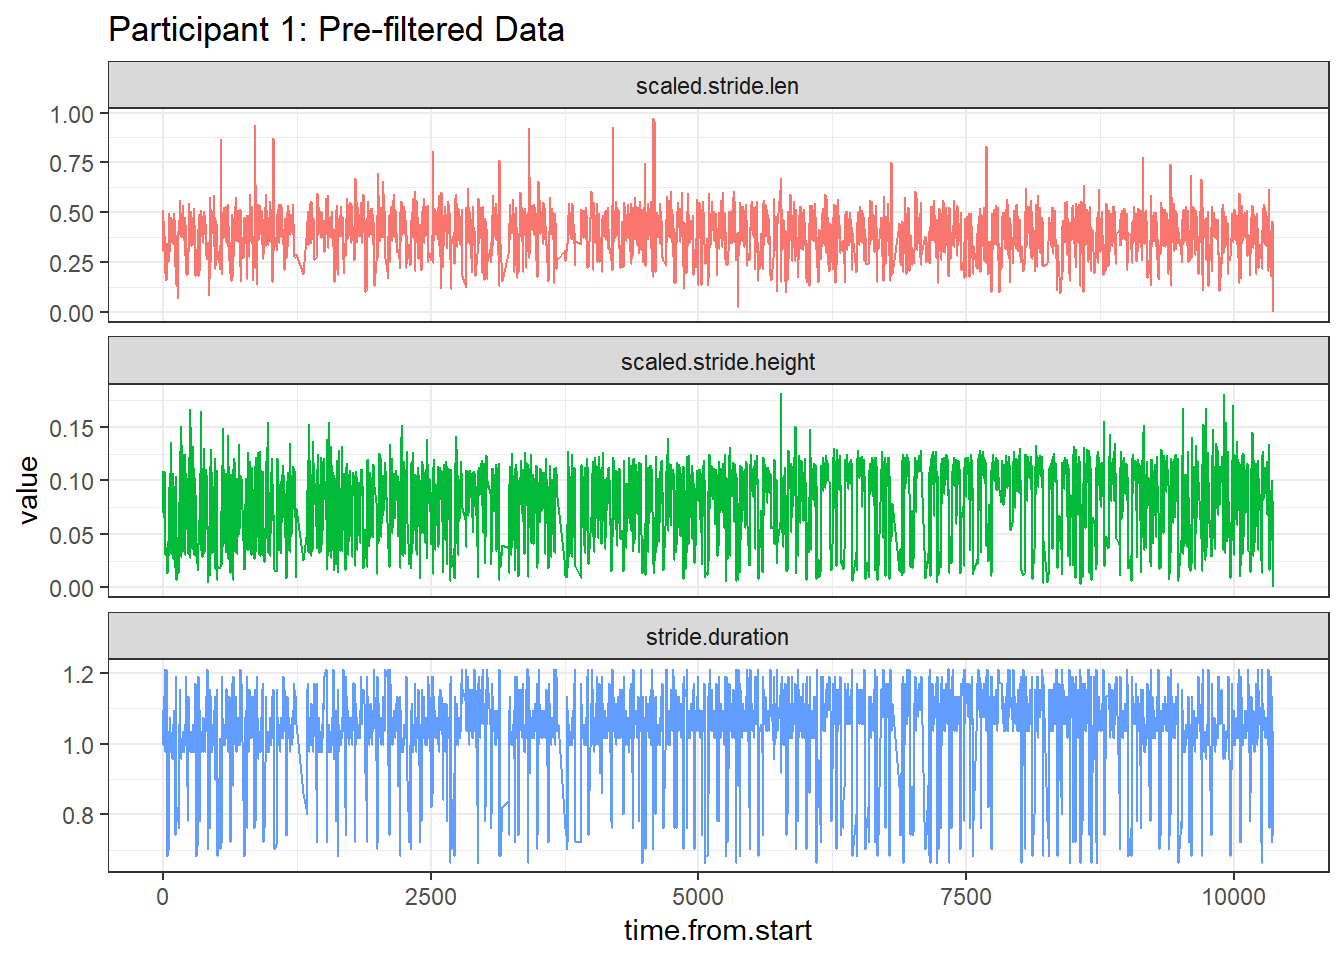 Participant 1: Pre-filtered Data
scaled.stride.len
1.00
0.75
0.50
0.25
0.00
scaled.stride.height
0.15
0.10
0.05
0.00
value
stride.duration
1.2
1.0
0.8
0 2500 5000 7500 10000
time.from.start